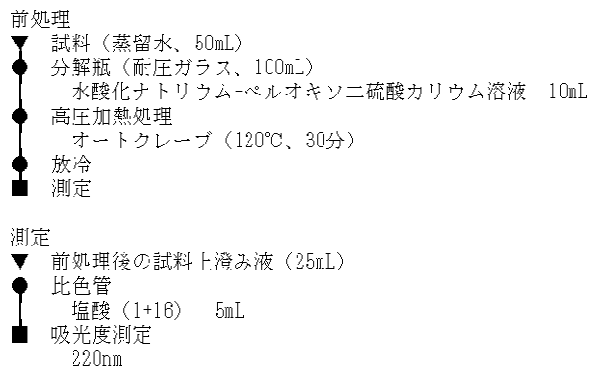 前処理
試料（蒸留水、50mL）
分解瓶（耐圧ガラス、100mL）
水酸化ナトリウム-ペルオキソ二硫酸カリウム溶液　10mL
高圧加熱処理
オートクレーブ（120℃、30分）
放冷
測定
測定
前処理後の試料上澄み液（25mL）
比色管
塩酸（1+16）　5mL
吸光度測定
220nm